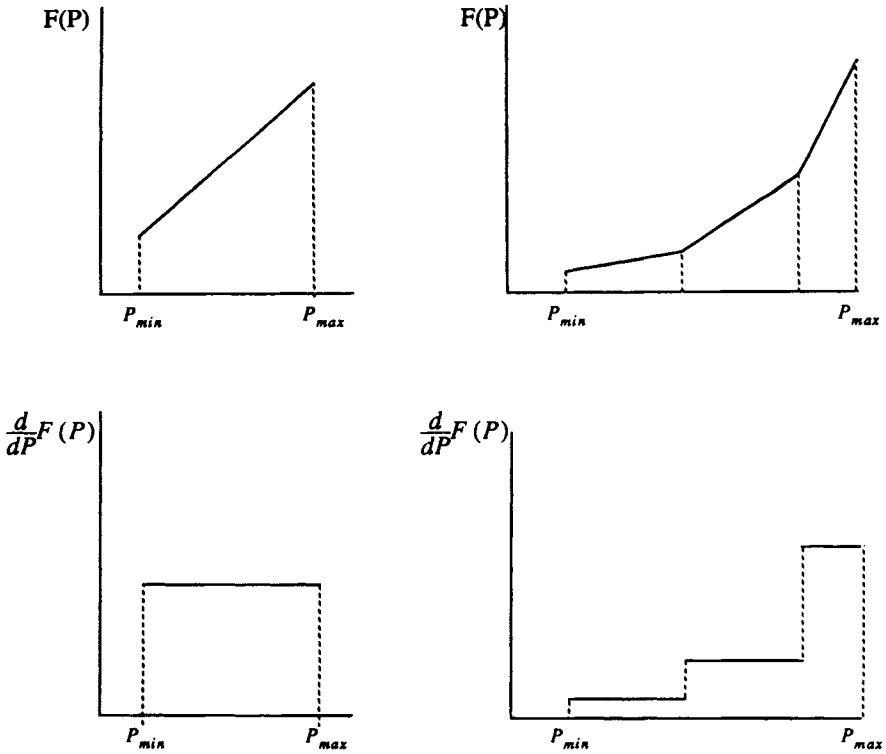 F(P)
F(P)
P_min
P_max
P_min
P_max
d/dP F (P)
d/dP F (P)
P_min
P_max
P_min
P_max